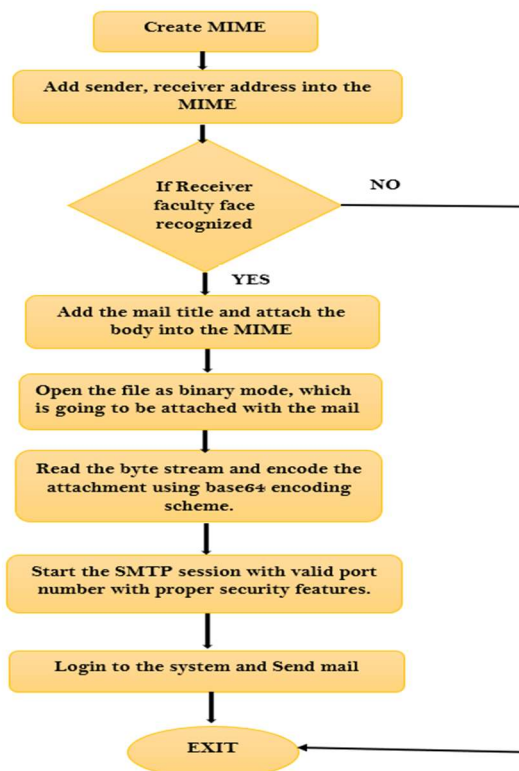 Create MIME
Add sender, receiver address into the
MIME
If Receiver
faculty face
recognized
NO
YES
Add the mail title and attach the
body into the MIME
Open the file as binary mode, which
is going to be attached with the mail
Read the byte stream and encode the
attachment using base64 encoding
scheme.
Start the SMTP session with valid port
number with proper security features.
Login to the system and Send mail
EXIT